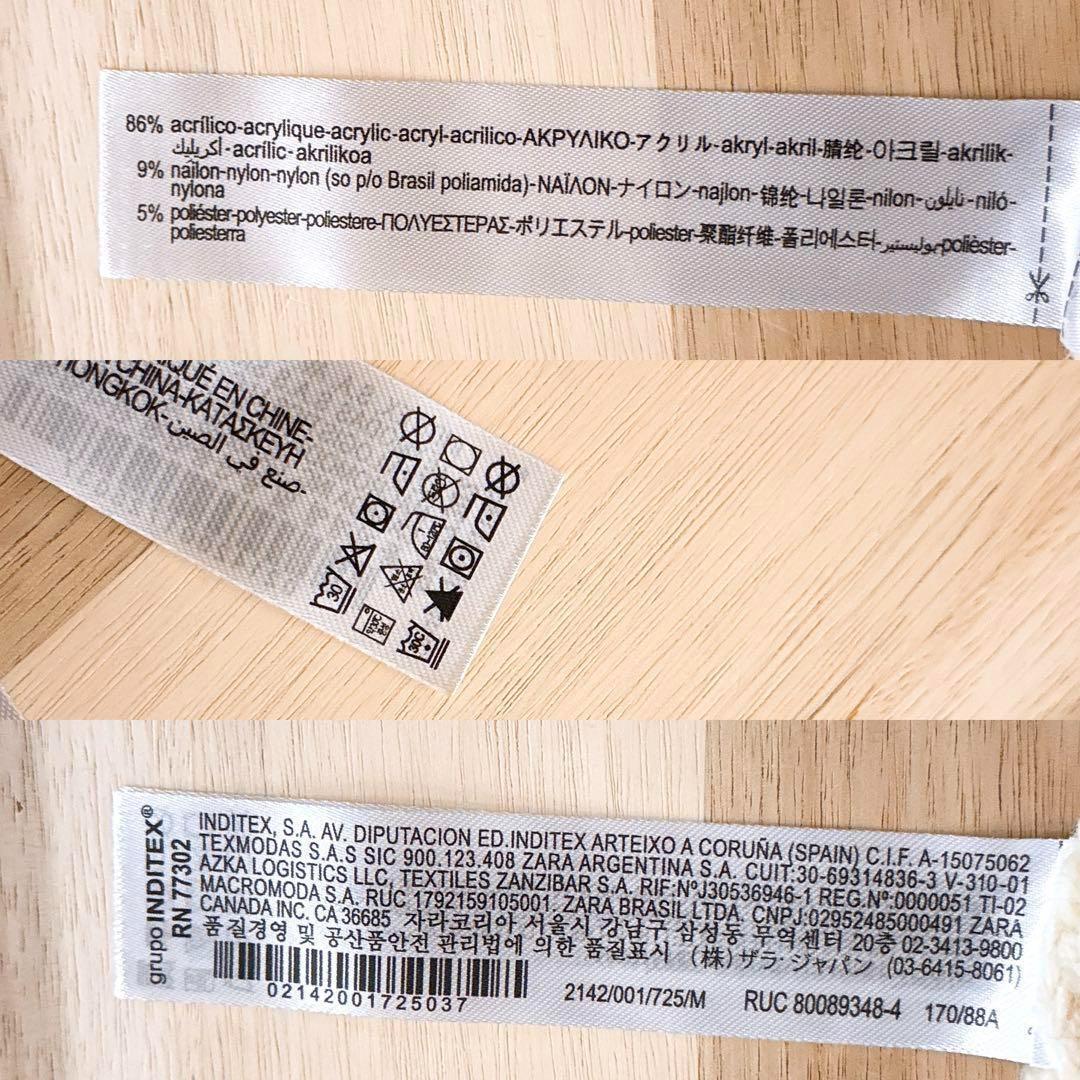 86% acrílico-acrylique-acrylic-acryl-acrilico-ΑΚΡΥΛΙΚΟ-アクリル-akryl-akril-腈纶-아크릴-akrilik-
أكريليك-acrílic-akrilikoa
9% naïlon-nylon-nylon (so p/o Brasil poliamida)-ΝΑΪΛΟΝ-ナイロン-najlon-锦纶-나일론-nilon-نايلون-niló-
nylona
5% poliéster-polyester-poliestere-ΠΟΛΥΕΣΤΕΡΑΣ-ポリエステル-poliester-聚酯纤维-폴리에스터-بوليستير-polièster-
poliesterra
IQUÉ EN CHINE-
CHINA-ΚΑΤΑΣΚΕΥΗ
HONGKOK-صنع في الصين-
30
80-120℃
30C
grupo INDITEX®
RN 77302
INDITEX, S.A. AV. DIPUTACION ED.INDITEX ARTEIXO A CORUÑA (SPAIN) C.I.F. A-15075062
TEXMODAS S.A.S SIC 900.123.408 ZARA ARGENTINA S.A. CUIT:30-69314836-3 V-310-01
AZKA LOGISTICS LLC, TEXTILES ZANZIBAR S.A. RIF:NºJ30536946-1 REG.Nº:0000051 TI-02
MACROMODA S.A. RUC 1792159105001, ZARA BRASIL LTDA. CNPJ:02952485000491 ZARA
CANADA INC. CA 36685 자라코리아 서울시 강남구 삼성동 무역센터 20층 02-3413-9800
품질경영 및 공산품안전 관리법에 의한 품질표시 (株)ザラ・ジャパン (03-6415-8061)
02142001725037
2142/001/725/M RUC 80089348-4 170/88A